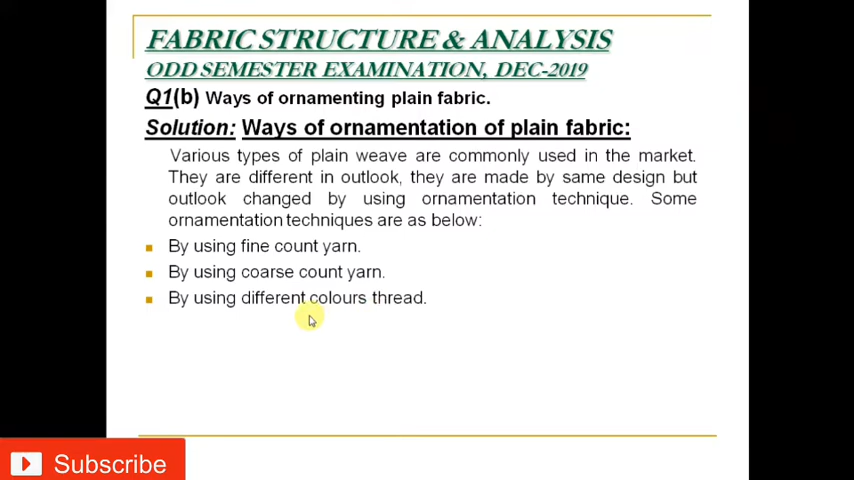 FABRIC STRUCTURE & ANALYSIS
ODD SEMESTER EXAMINATION, DEC-2019
Q1(b) Ways of ornamenting plain fabric.
Solution: Ways of ornamentation of plain fabric:
Various types of plain weave are commonly used in the market.
They are different in outlook, they are made by same design but
outlook changed by using ornamentation technique. Some
ornamentation techniques are as below:
By using fine count yarn.
By using coarse count yarn.
By using different colours thread.
Subscribe